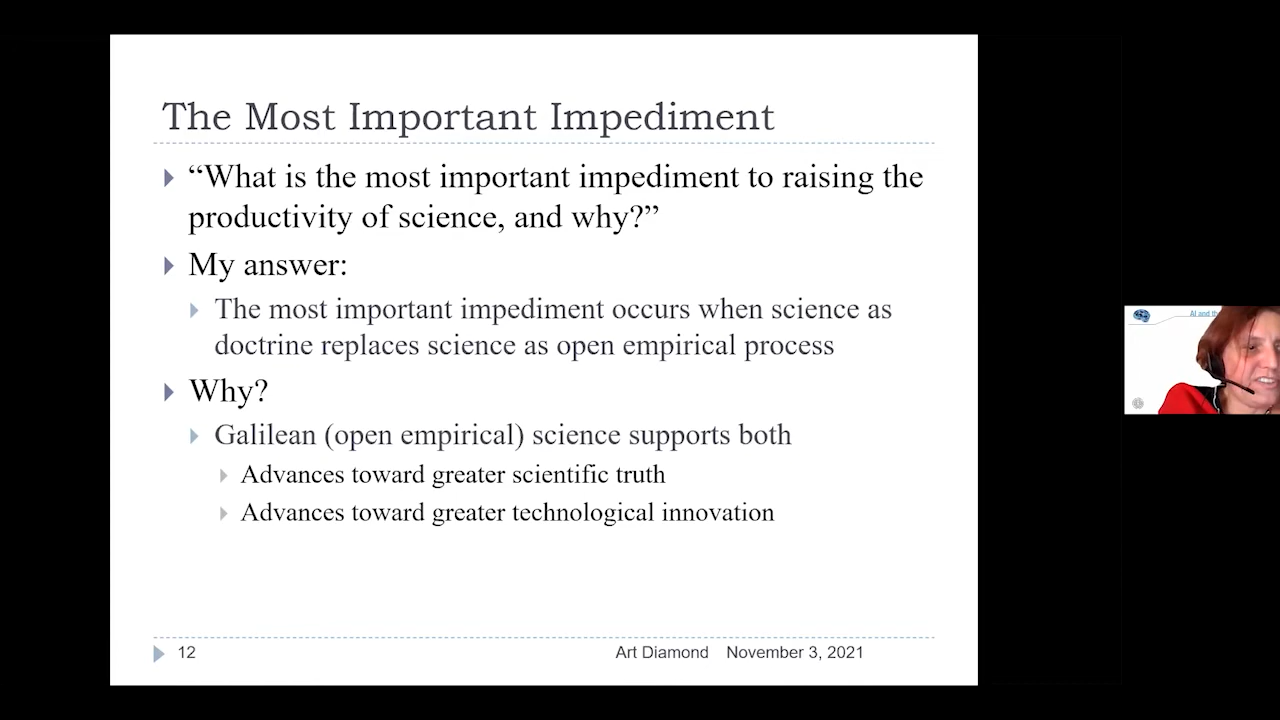 The Most Important Impediment
“What is the most important impediment to raising the
productivity of science, and why?”
My answer:
The most important impediment occurs when science as
doctrine replaces science as open empirical process
Why?
Galilean (open empirical) science supports both
Advances toward greater scientific truth
Advances toward greater technological innovation
12
Art Diamond November 3, 2021
AI and th